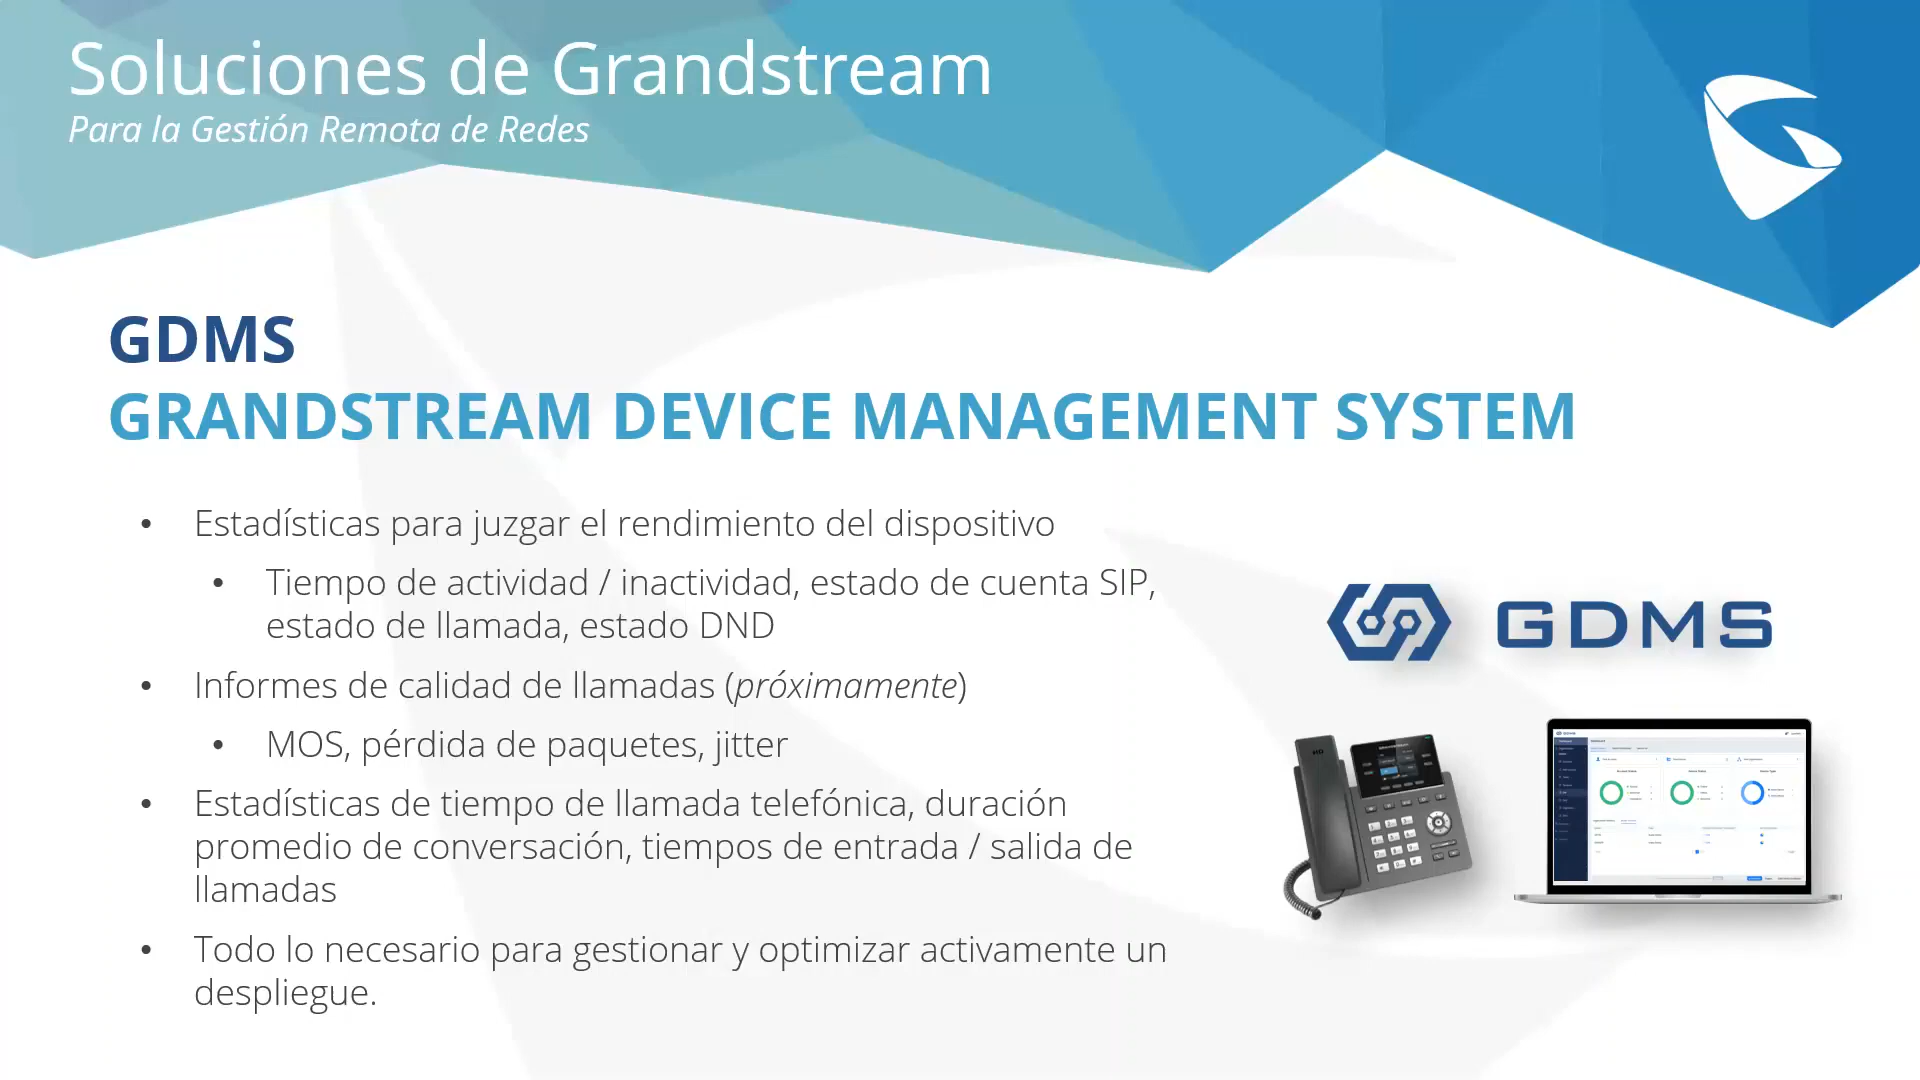 Soluciones de Grandstream
Para la Gestión Remota de Redes
GDMS
GRANDSTREAM DEVICE MANAGEMENT SYSTEM
• Estadísticas para juzgar el rendimiento del dispositivo
• Tiempo de actividad / inactividad, estado de cuenta SIP,
estado de llamada, estado DND
• Informes de calidad de llamadas (próximamente)
• MOS, pérdida de paquetes, jitter
• Estadísticas de tiempo de llamada telefónica, duración
promedio de conversación, tiempos de entrada / salida de
llamadas
• Todo lo necesario para gestionar y optimizar activamente un
despliegue.
GDMS